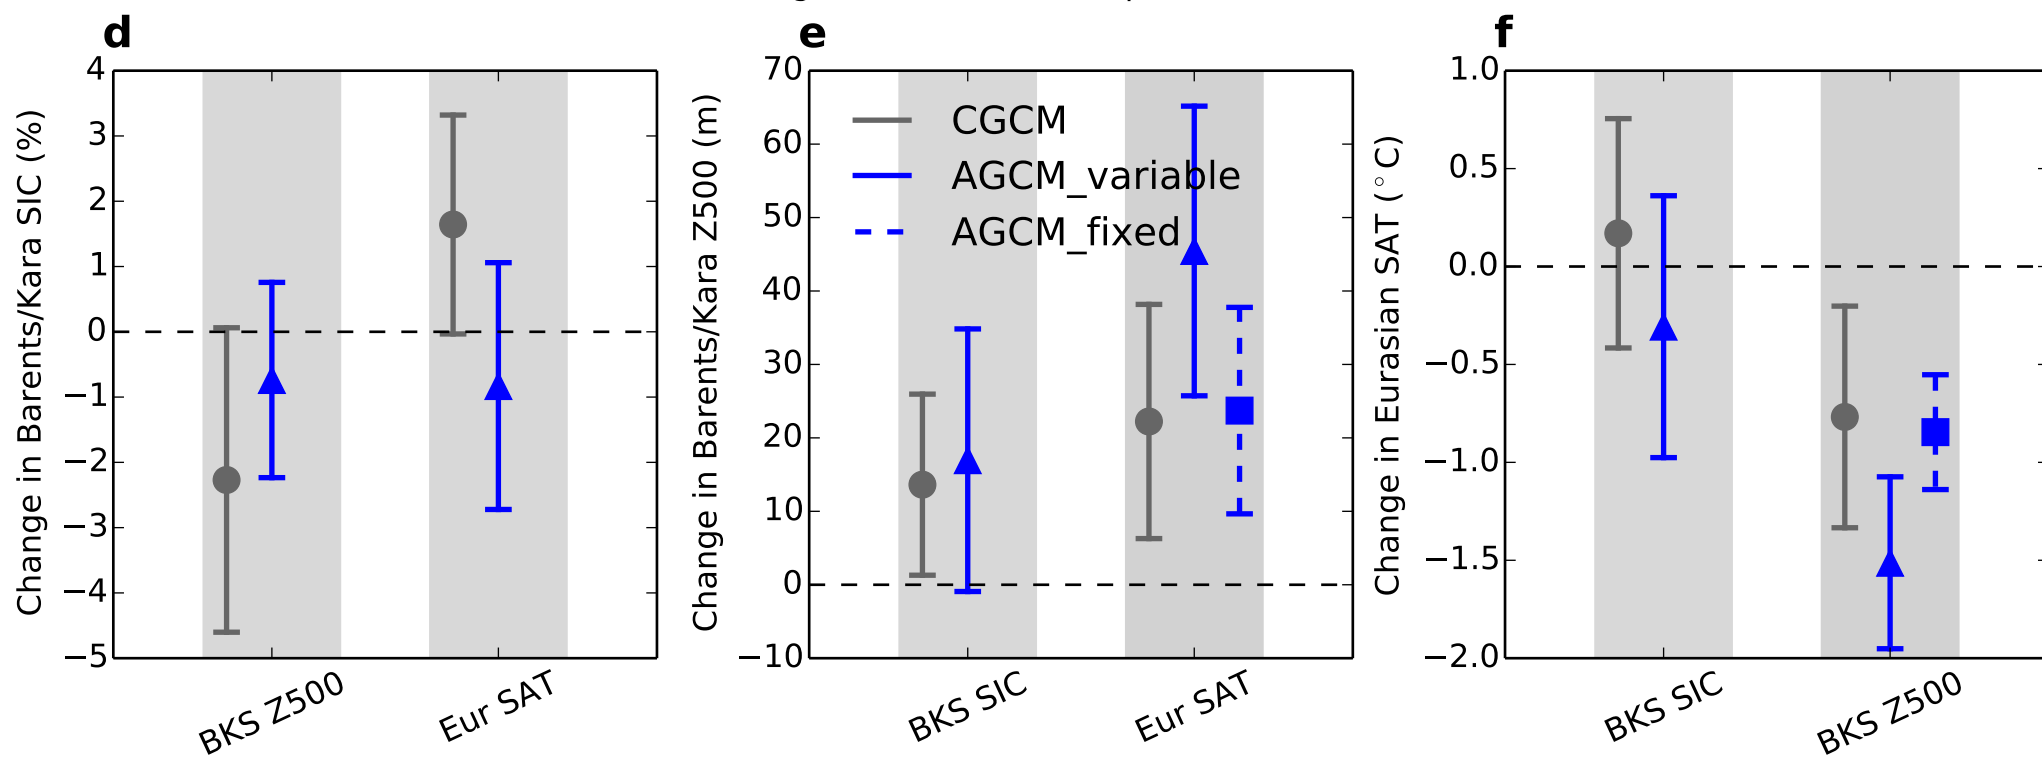 d
4
3
2
1
0
−1
−2
−3
−4
−5
Change in Barents/Kara SIC (%)
BKS Z500
Eur SAT
e
70
60
50
40
30
20
10
0
−10
Change in Barents/Kara Z500 (m)
CGCM
AGCM_variable
AGCM_fixed
BKS SIC
Eur SAT
f
1.0
0.5
0.0
−0.5
−1.0
−1.5
−2.0
Change in Eurasian SAT (°C)
BKS SIC
BKS Z500